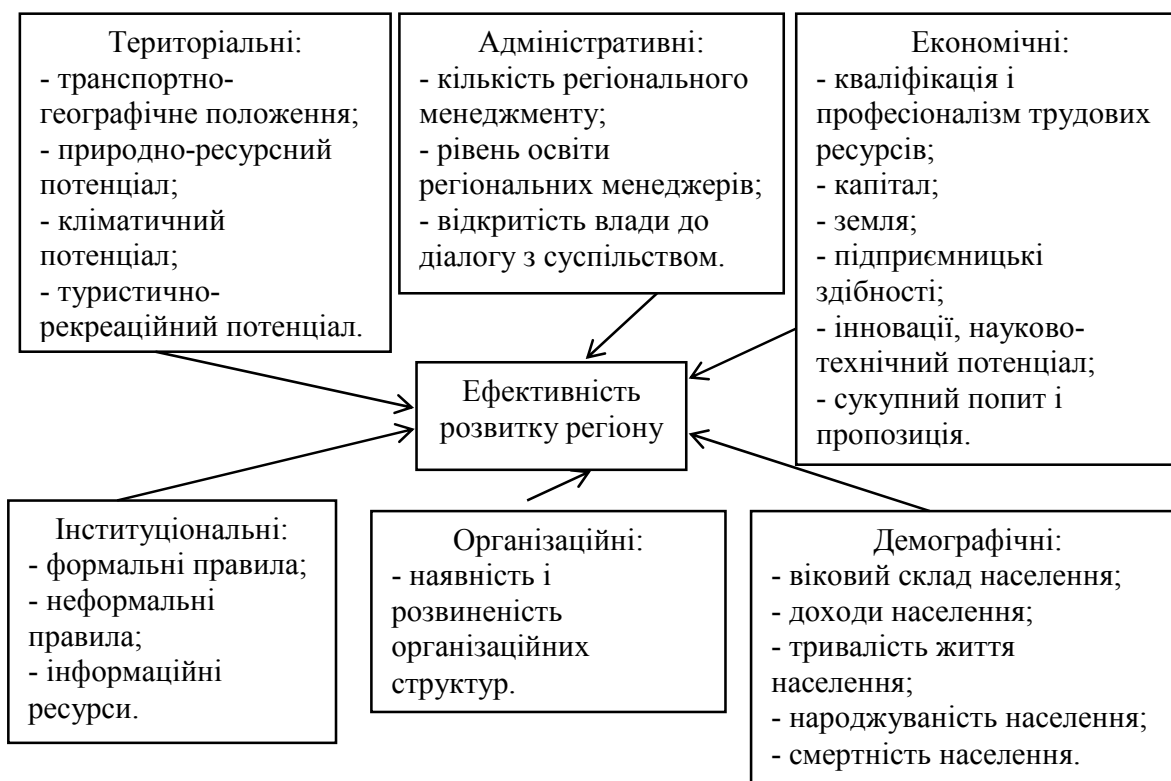 Територіальні:
- транспортно-
географічне положення;
- природно-ресурсний
потенціал;
- кліматичний
потенціал;
- туристично-
рекреаційний потенціал.
Адміністративні:
- кількість регіонального
менеджменту;
- рівень освіти
регіональних менеджерів;
- відкритість влади до
діалогу з суспільством.
Економічні:
- кваліфікація і
професіоналізм трудових
ресурсів;
- капітал;
- земля;
- підприємницькі
здібності;
- інновації, науково-
технічний потенціал;
- сукупний попит і
пропозиція.
Ефективність
розвитку регіону
Інституціональні:
- формальні правила;
- неформальні
правила;
- інформаційні
ресурси.
Організаційні:
- наявність і
розвиненість
організаційних
структур.
Демографічні:
- віковий склад населення;
- доходи населення;
- тривалість життя
населення;
- народжуваність населення;
- смертність населення.